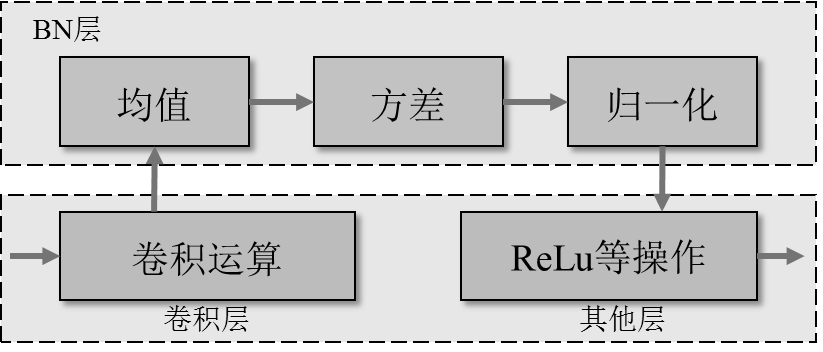 BN层
均值
方差
归一化
卷积运算
ReLu等操作
卷积层
其他层